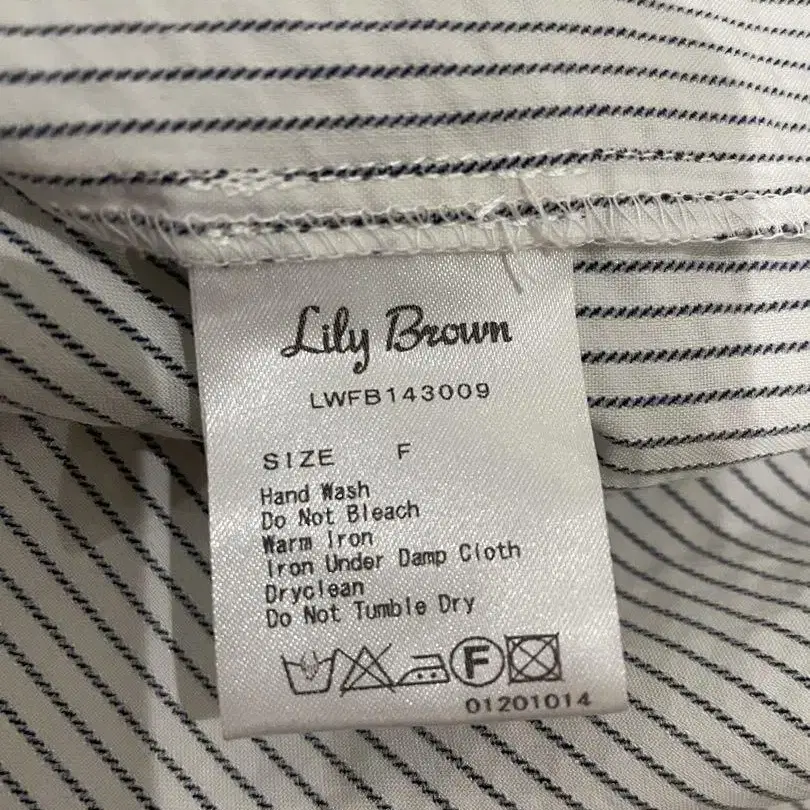 Lily Brown
LWFB143009
SIZE F
Hand Wash
Do Not Bleach
Warm Iron
Iron Under Damp Cloth
Dryclean
Do Not Tumble Dry
F
01201014